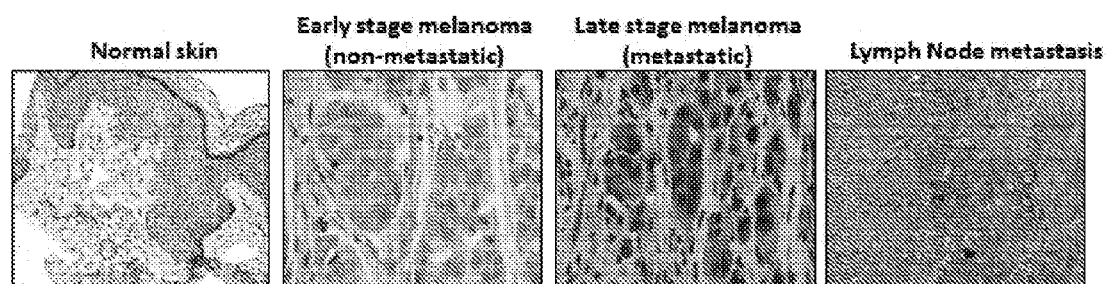 Normal skin
Early stage melanoma
(non-metastatic)
Late stage melanoma
(metastatic)
Lymph Node metastasis